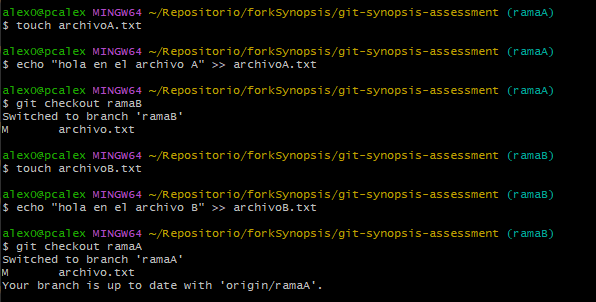 alex0@pcalex MINGW64 ~/Repositorio/forkSynopsis/git-synopsis-assessment (ramaA)
$ touch archivoA.txt
alex0@pcalex MINGW64 ~/Repositorio/forkSynopsis/git-synopsis-assessment (ramaA)
$ echo "hola en el archivo A" >> archivoA.txt
alex0@pcalex MINGW64 ~/Repositorio/forkSynopsis/git-synopsis-assessment (ramaA)
$ git checkout ramaB
Switched to branch 'ramaB'
M       archivo.txt
alex0@pcalex MINGW64 ~/Repositorio/forkSynopsis/git-synopsis-assessment (ramaB)
$ touch archivoB.txt
alex0@pcalex MINGW64 ~/Repositorio/forkSynopsis/git-synopsis-assessment (ramaB)
$ echo "hola en el archivo B" >> archivoB.txt
alex0@pcalex MINGW64 ~/Repositorio/forkSynopsis/git-synopsis-assessment (ramaB)
$ git checkout ramaA
Switched to branch 'ramaA'
M       archivo.txt
Your branch is up to date with 'origin/ramaA'.